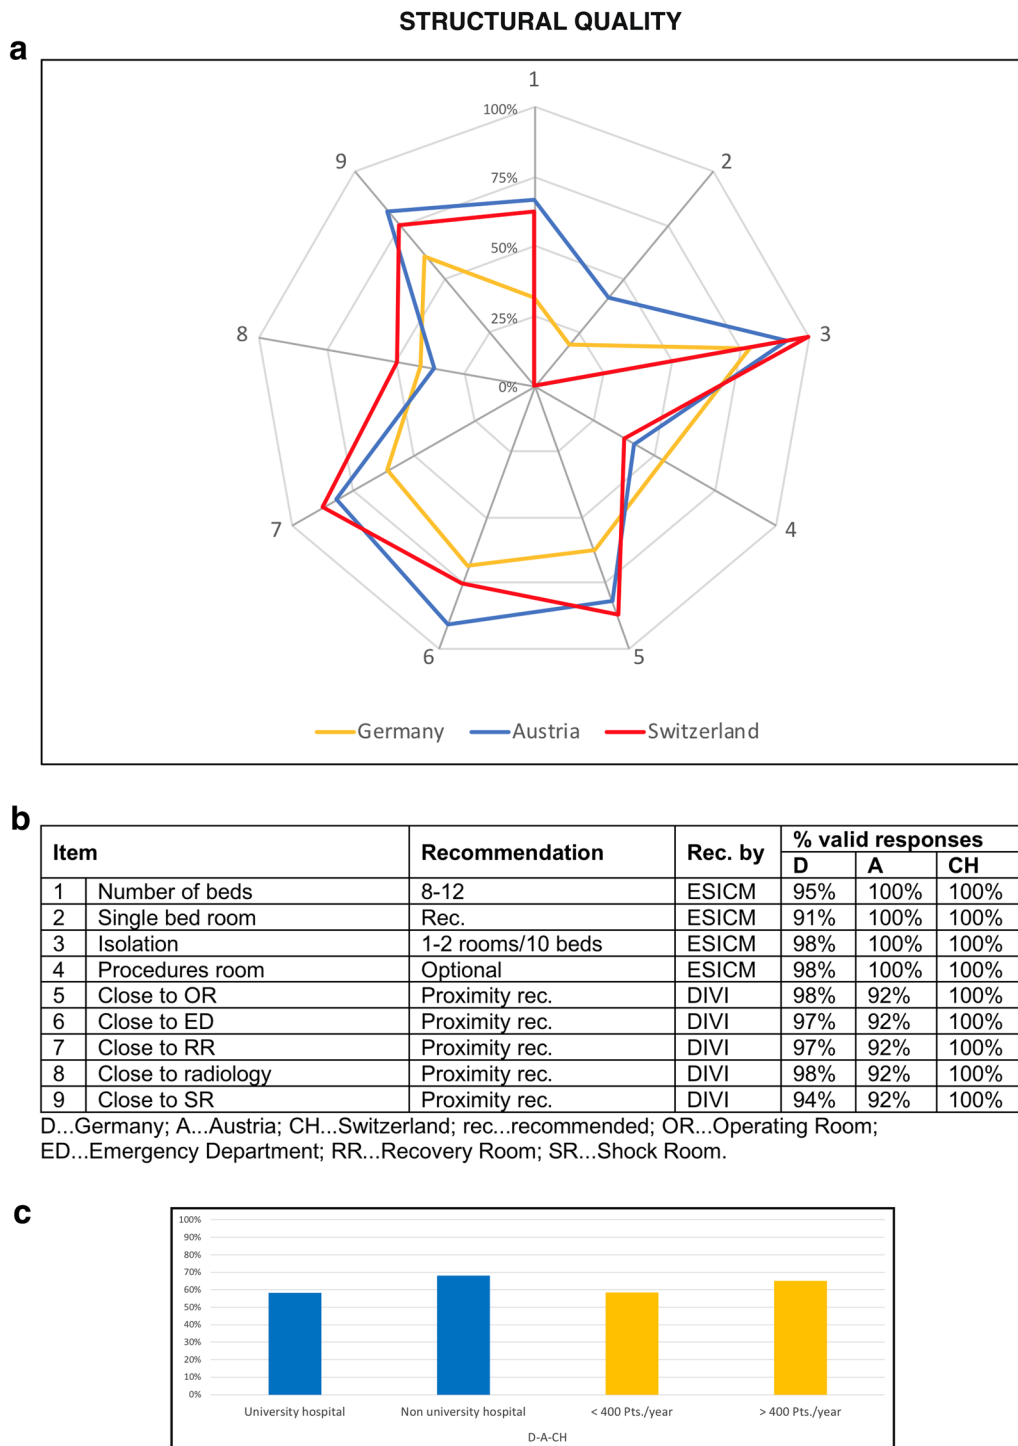 STRUCTURAL QUALITY
a
1
100%
9
2
75%
50%
25%
8
3
0%
7
4
6
5
Germany Austria Switzerland
b
Item Recommendation Rec. by % valid responses
D A CH
1 Number of beds 8-12 ESICM 95% 100% 100%
2 Single bed room Rec. ESICM 91% 100% 100%
3 Isolation 1-2 rooms/10 beds ESICM 98% 100% 100%
4 Procedures room Optional ESICM 98% 100% 100%
5 Close to OR Proximity rec. DIVI 98% 92% 100%
6 Close to ED Proximity rec. DIVI 97% 92% 100%
7 Close to RR Proximity rec. DIVI 97% 92% 100%
8 Close to radiology Proximity rec. DIVI 98% 92% 100%
9 Close to SR Proximity rec. DIVI 94% 92% 100%
D...Germany; A...Austria; CH...Switzerland; rec...recommended; OR...Operating Room;
ED...Emergency Department; RR...Recovery Room; SR...Shock Room.
c
100%
90%
80%
70%
60%
50%
40%
30%
20%
10%
0%
University hospital Non university hospital < 400 Pts./year > 400 Pts./year
D-A-CH